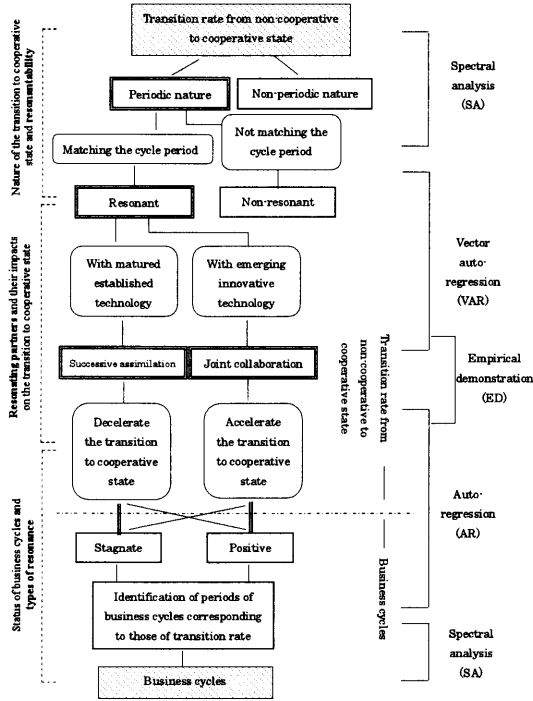 Transition rate from non-cooperative
to cooperative state
Periodic nature
Non-periodic nature
Matching the cycle period
Not matching the
cycle period
Resonant
Non-resonant
With matured
established
technology
With emerging
innovative
technology
Successive assimilation
Joint collaboration
Decelerate
the transition
to cooperative
state
Accelerate
the transition
to cooperative
state
Stagnate
Positive
Identification of periods of
business cycles corresponding
to those of transition rate
Business cycles
Nature of the transition to cooperative
state and resonantability
Resonating partners and their impacts
on the transition to cooperative state
Status of business cycles and
types of resonance
Transition rate from
non-cooperative to
cooperative state
Business cycles
Spectral
analysis
(SA)
Vector
auto-
regression
(VAR)
Empirical
demonstration
(ED)
Auto-
regression
(AR)
Spectral
analysis
(SA)